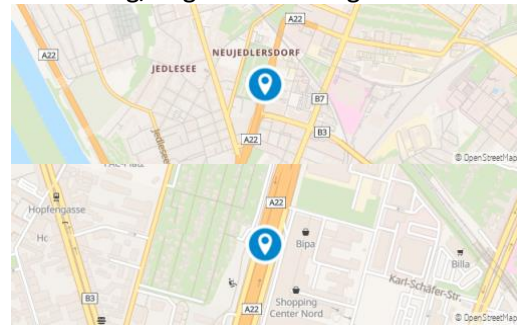 A22
NEUJEDLERSDORF
JEDLESEE
B7
Jedlesee
A22
B3
© OpenStreetMap
Hopfengasse
A22
Hc
Bipa
Billa
Karl-Schäfer-Str.
B3
A22
Shopping
Center Nord
© OpenStreetMap